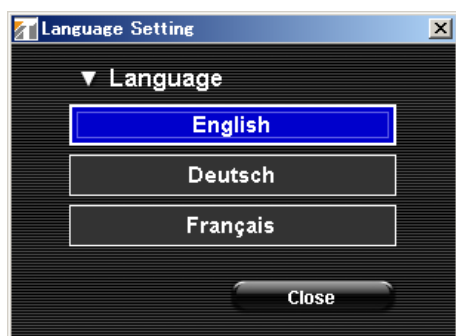 Language Setting
▼ Language
English
Deutsch
Français
Close